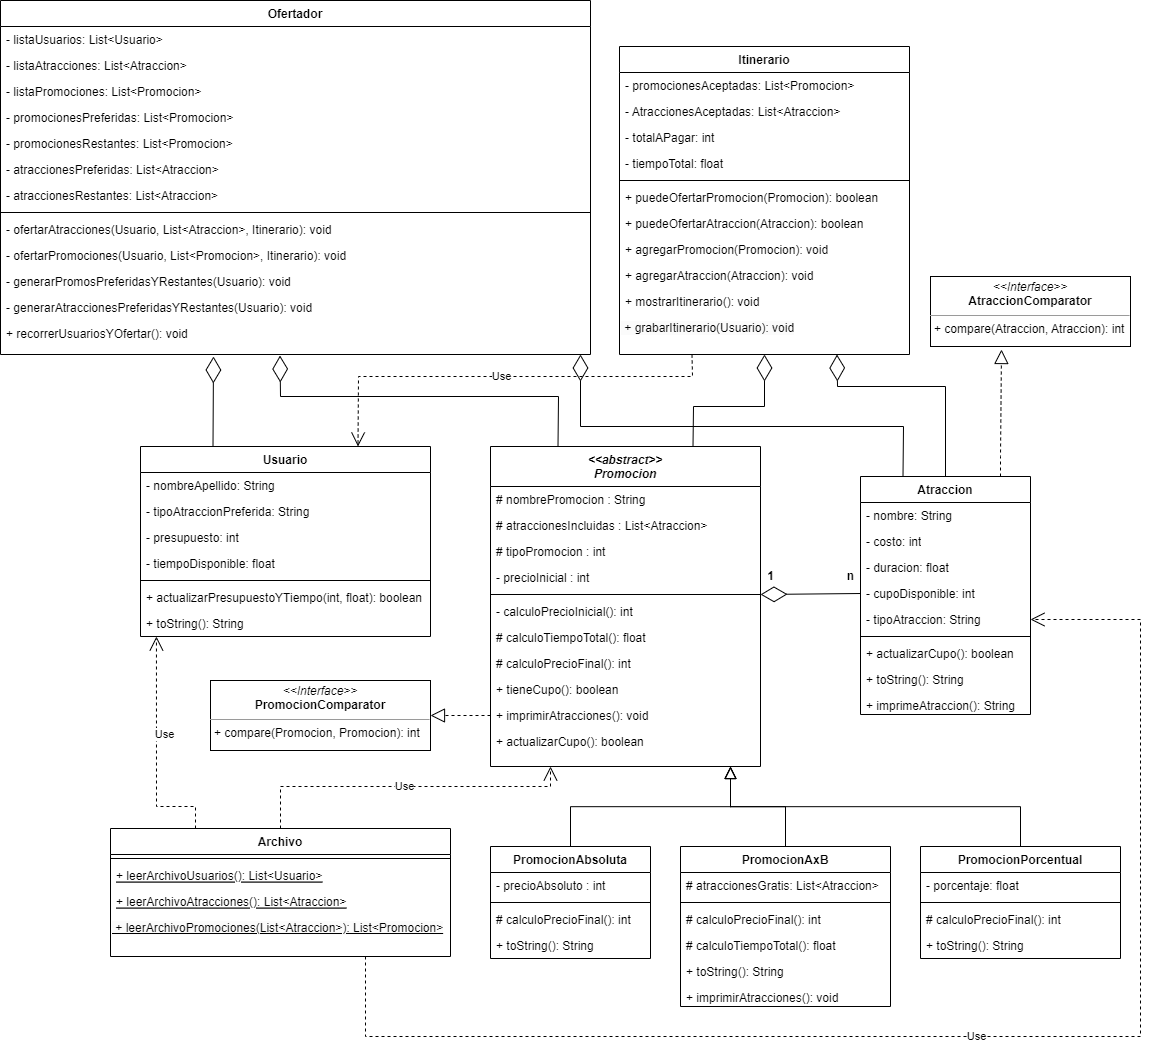 Ofertador
- listaUsuarios: List<Usuario>
- listaAtracciones: List<Atraccion>
- listaPromociones: List<Promocion>
- promocionesPreferidas: List<Promocion>
- promocionesRestantes: List<Promocion>
- atraccionesPreferidas: List<Atraccion>
- atraccionesRestantes: List<Atraccion>
- ofertarAtracciones(Usuario, List<Atraccion>, Itinerario): void
- ofertarPromociones(Usuario, List<Promocion>, Itinerario): void
- generarPromosPreferidasYRestantes(Usuario): void
- generarAtraccionesPreferidasYRestantes(Usuario): void
+ recorrerUsuariosYOfertar(): void
Itinerario
- promocionesAceptadas: List<Promocion>
- AtraccionesAceptadas: List<Atraccion>
- totalAPagar: int
- tiempoTotal: float
+ puedeOfertarPromocion(Promocion): boolean
+ puedeOfertarAtraccion(Atraccion): boolean
+ agregarPromocion(Promocion): void
+ agregarAtraccion(Atraccion): void
+ mostrarItinerario(): void
+ grabarItinerario(Usuario): void
<<Interface>>
AtraccionComparator
+ compare(Atraccion, Atraccion): int
Use
Usuario
- nombreApellido: String
- tipoAtraccionPreferida: String
- presupuesto: int
- tiempoDisponible: float
+ actualizarPresupuestoYTiempo(int, float): boolean
+ toString(): String
<<abstract>>
Promocion
# nombrePromocion : String
# atraccionesIncluidas : List<Atraccion>
# tipoPromocion : int
- precioInicial : int
- calculoPrecioInicial(): int
# calculoTiempoTotal(): float
# calculoPrecioFinal(): int
+ tieneCupo(): boolean
+ imprimirAtracciones(): void
+ actualizarCupo(): boolean
1
n
Atraccion
- nombre: String
- costo: int
- duracion: float
- cupoDisponible: int
- tipoAtraccion: String
+ actualizarCupo(): boolean
+ toString(): String
+ imprimeAtraccion(): String
<<Interface>>
PromocionComparator
+ compare(Promocion, Promocion): int
Use
Use
Archivo
+ leerArchivoUsuarios(): List<Usuario>
+ leerArchivoAtracciones(): List<Atraccion>
+ leerArchivoPromociones(List<Atraccion>): List<Promocion>
PromocionAbsoluta
- precioAbsoluto : int
# calculoPrecioFinal(): int
+ toString(): String
PromocionAxB
# atraccionesGratis: List<Atraccion>
# calculoPrecioFinal(): int
# calculoTiempoTotal(): float
+ toString(): String
+ imprimirAtracciones(): void
PromocionPorcentual
- porcentaje: float
# calculoPrecioFinal(): int
+ toString(): String
Use